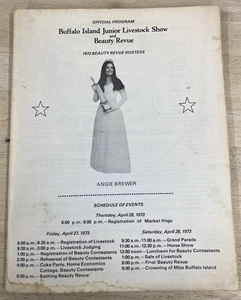 OFFICIAL PROGRAM
Buffalo Island Junior Livestock Show
and
Beauty Revue
1973 BEAUTY REVUE HOSTESS
ANGIE BREWER
SCHEDULE OF EVENTS
Thursday, April 26, 1973
6:00 p.m.-9:00 p.m.—Registration of Market Hogs
Friday, April 27, 1973
8:00 a.m.-9:30 a.m.—Registration of Livestock
9:30 a.m.-3:00 p.m.—Livestock Judging
1:00 p.m.—Registration of Beauty Contestants
2:00 p.m.—Rehearsal of Beauty Contestants
4:00 p.m.—Coke Party, Home Economics
Cottage, Beauty Contestants
8:00 p.m.—Bathing Beauty Revue
Saturday, April 28, 1973
9:30 a.m.-11:00 a.m.—Grand Parade
11:00 a.m.-12:30 p.m.—Horse Show
12:00 noon—Luncheon for Beauty Contestants
1:00 p.m.—Sale of Livestock
8:00 p.m.—Final Beauty Revue
9:30 p.m.—Crowning of Miss Buffalo Island